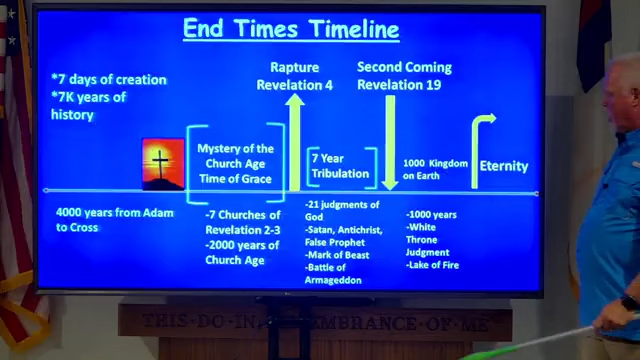 End Times Timeline
*7 days of creation
*7K years of
history
Rapture
Revelation 4
Second Coming
Revelation 19
Mystery of the
Church Age
Time of Grace
7 Year
Tribulation
1000 Kingdom
on Earth
Eternity
4000 years from Adam
to Cross
-7 Churches of
Revelation 2-3
-2000 years of
Church Age
-21 judgments of
God
-Satan, Antichrist,
False Prophet
-Mark of Beast
-Battle of
Armageddon
-1000 years
-White
Throne
Judgment
-Lake of Fire
THIS·DO·IN MBRANCE·OF·ME